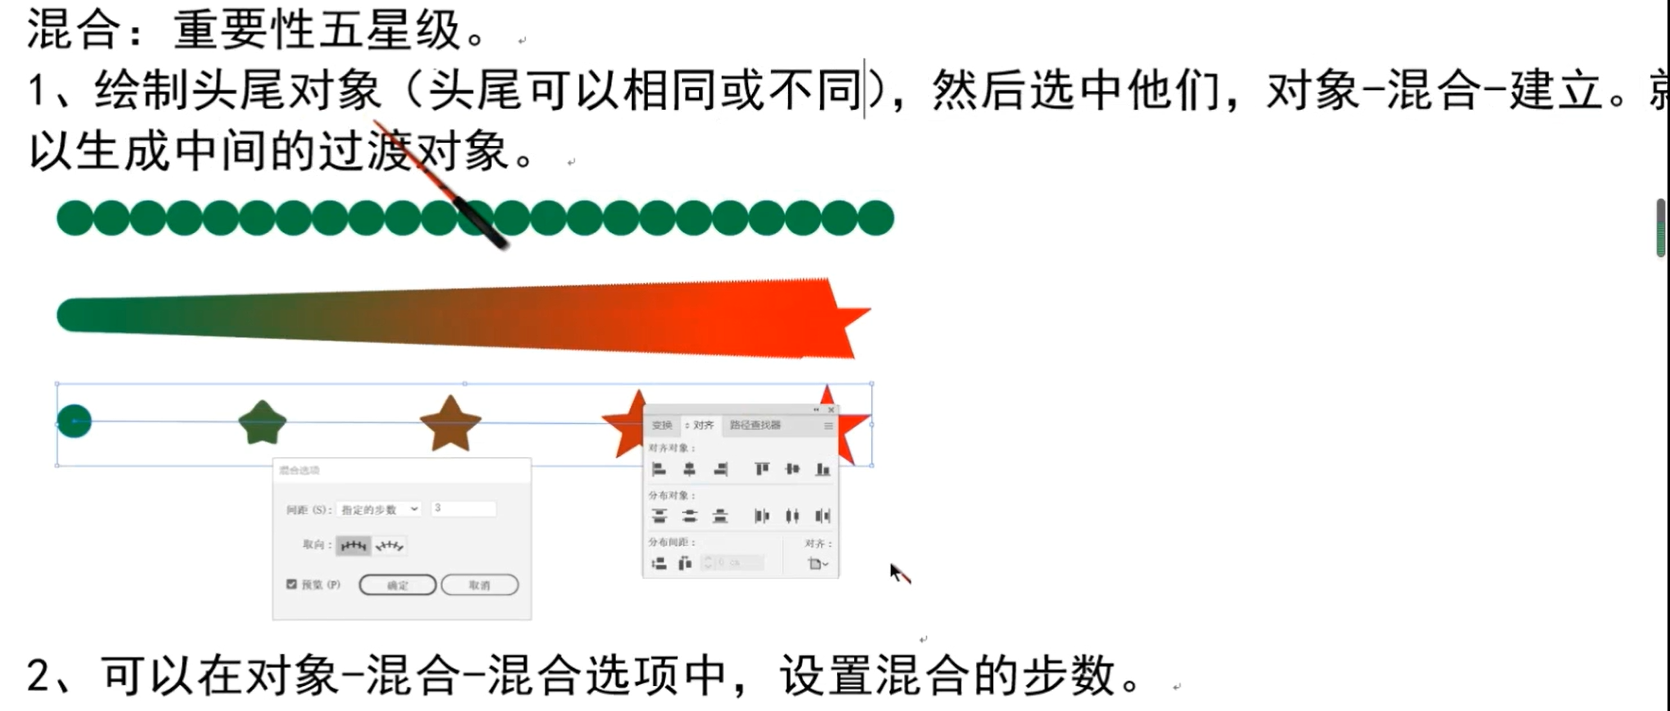 混合：重要性五星级。
1、绘制头尾对象（头尾可以相同或不同），然后选中他们，对象-混合-建立。就
以生成中间的过渡对象。
变换 对齐 路径查找器
对齐对象：
混合选项
分布对象：
间距 (S)： 指定的步数 3
取向：
分布间距： 对齐：
预览 (P) 确定 取消
2、可以在对象-混合-混合选项中，设置混合的步数。